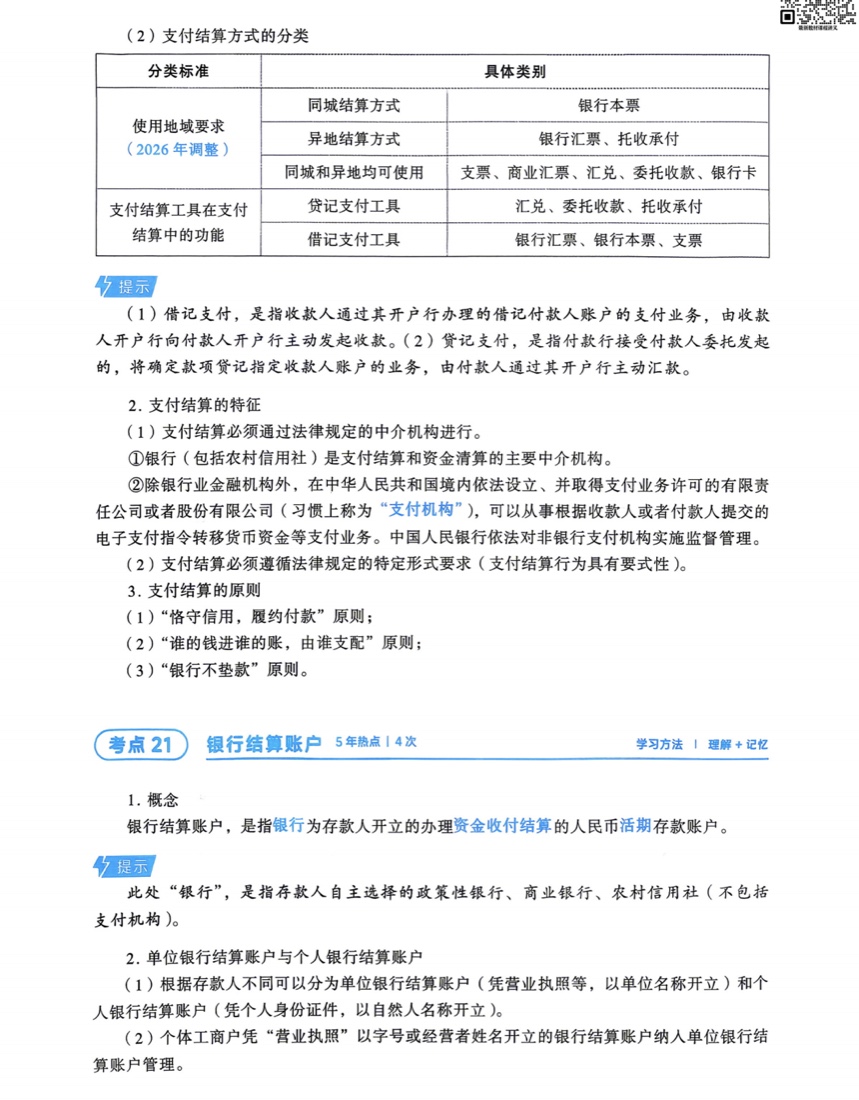 （2）支付结算方式的分类
分类标准 具体类别
使用地域要求
（2026 年调整）
同城结算方式 银行本票
异地结算方式 银行汇票、托收承付
同城和异地均可使用 支票、商业汇票、汇兑、委托收款、银行卡
支付结算工具在支付
结算中的功能
贷记支付工具 汇兑、委托收款、托收承付
借记支付工具 银行汇票、银行本票、支票
提示
（1）借记支付，是指收款人通过其开户行办理的借记付款人账户的支付业务，由收款
人开户行向付款人开户行主动发起收款。（2）贷记支付，是指付款行接受付款人委托发起
的，将确定款项贷记指定收款人账户的业务，由付款人通过其开户行主动汇款。
2. 支付结算的特征
（1）支付结算必须通过法律规定的中介机构进行。
①银行（包括农村信用社）是支付结算和资金清算的主要中介机构。
②除银行业金融机构外，在中华人民共和国境内依法设立、并取得支付业务许可的有限责
任公司或者股份有限公司（习惯上称为“支付机构”），可以从事根据收款人或者付款人提交的
电子支付指令转移货币资金等支付业务。中国人民银行依法对非银行支付机构实施监督管理。
（2）支付结算必须遵循法律规定的特定形式要求（支付结算行为具有要式性）。
3. 支付结算的原则
（1）“恪守信用，履约付款”原则；
（2）“谁的钱进谁的账，由谁支配”原则；
（3）“银行不垫款”原则。
考点 21 银行结算账户 5 年热点 | 4 次 学习方法 | 理解 + 记忆
1. 概念
银行结算账户，是指银行为存款人开立的办理资金收付结算的人民币活期存款账户。
提示
此处“银行”，是指存款人自主选择的政策性银行、商业银行、农村信用社（不包括
支付机构）。
2. 单位银行结算账户与个人银行结算账户
（1）根据存款人不同可以分为单位银行结算账户（凭营业执照等，以单位名称开立）和个
人银行结算账户（凭个人身份证件，以自然人名称开立）。
（2）个体工商户凭“营业执照”以字号或经营者姓名开立的银行结算账户纳入单位银行结
算账户管理。